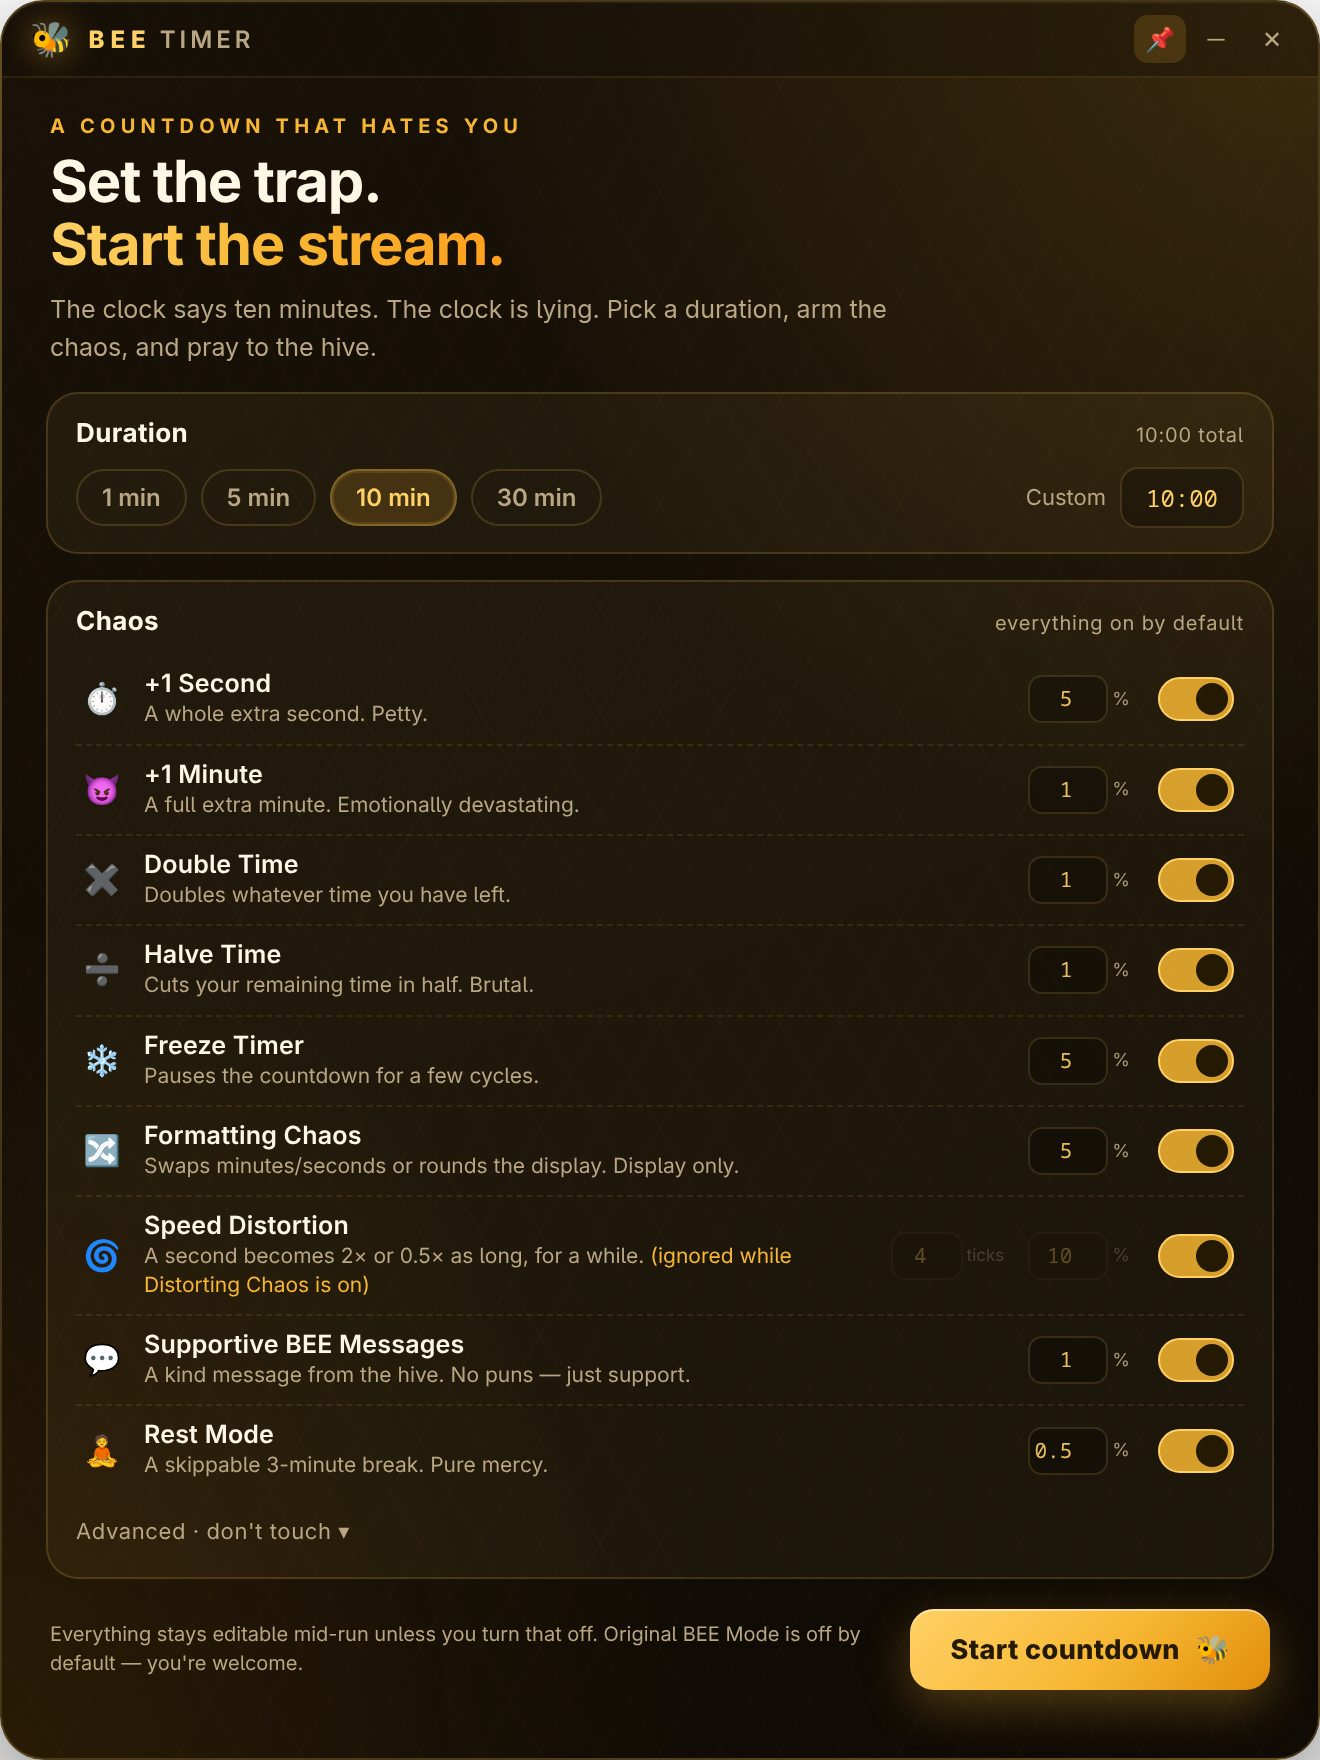 BEE TIMER
A COUNTDOWN THAT HATES YOU
Set the trap.
Start the stream.
The clock says ten minutes. The clock is lying. Pick a duration, arm the
chaos, and pray to the hive.
Duration
10:00 total
1 min
5 min
10 min
30 min
Custom
10:00
Chaos
everything on by default
+1 Second
A whole extra second. Petty.
5 %
+1 Minute
A full extra minute. Emotionally devastating.
1 %
Double Time
Doubles whatever time you have left.
1 %
Halve Time
Cuts your remaining time in half. Brutal.
1 %
Freeze Timer
Pauses the countdown for a few cycles.
5 %
Formatting Chaos
Swaps minutes/seconds or rounds the display. Display only.
5 %
Speed Distortion
A second becomes 2× or 0.5× as long, for a while. (ignored while
Distorting Chaos is on)
4 ticks 10 %
Supportive BEE Messages
A kind message from the hive. No puns — just support.
1 %
Rest Mode
A skippable 3-minute break. Pure mercy.
0.5 %
Advanced · don't touch ▾
Everything stays editable mid-run unless you turn that off. Original BEE Mode is off by
default — you're welcome.
Start countdown